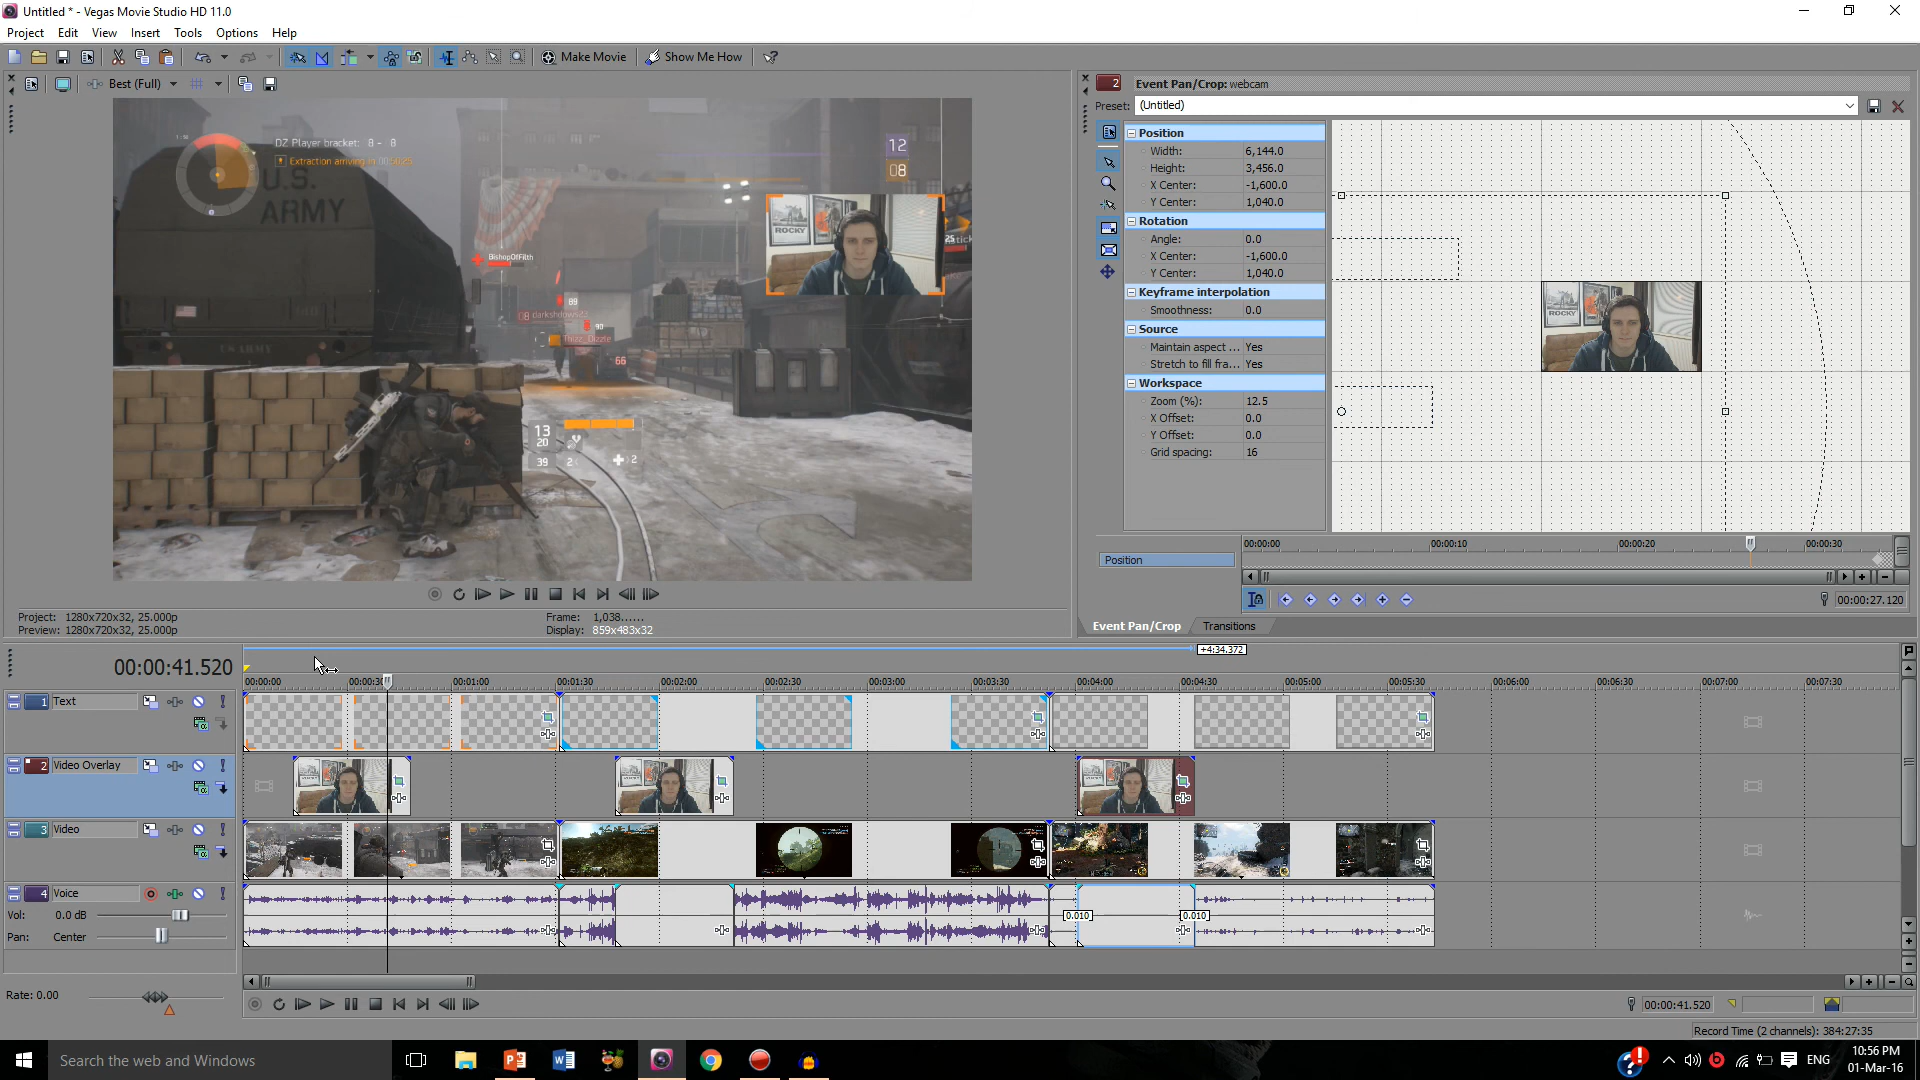 Untitled * - Vegas Movie Studio HD 11.0
Project Edit View Insert Tools Options Help
Make Movie Show Me How
Best (Full)
DZ Player bracket: 8 - 8
Extraction arriving in
U.S.
ARMY
12
08
BishopOfFilth
ROCKY
25
89
90
66
13
20
39 2 2
Project: 1280x720x32, 25.000p
Preview: 1280x720x32, 25.000p
Frame: 1,038......
Display: 859x483x32
2 Event Pan/Crop: webcam
Preset: (Untitled)
Position
Width: 6,144.0
Height: 3,456.0
X Center: -1,600.0
Y Center: 1,040.0
Rotation
Angle: 0.0
X Center: -1,600.0
Y Center: 1,040.0
Keyframe interpolation
Smoothness: 0.0
Source
Maintain aspect ... Yes
Stretch to fill fra... Yes
Workspace
Zoom (%): 12.5
X Offset: 0.0
Y Offset: 0.0
Grid spacing: 16
ROCKY
00:00:00 00:00:10 00:00:20 00:00:30
Position
00:00:27.120
Event Pan/Crop Transitions
+4:34.372
00:00:41.520
00:00:00 00:00:30 00:01:00 00:01:30 00:02:00 00:02:30 00:03:00 00:03:30 00:04:00 00:04:30 00:05:00 00:05:30 00:06:00 00:06:30 00:07:00 00:07:30
1 Text
2 Video Overlay
3 Video
4 Voice
Vol: 0.0 dB
Pan: Center
0.010 0.010
Rate: 0.00
00:00:41.520
Record Time (2 channels): 384:27:35
Search the web and Windows
ENG
10:56 PM
01-Mar-16